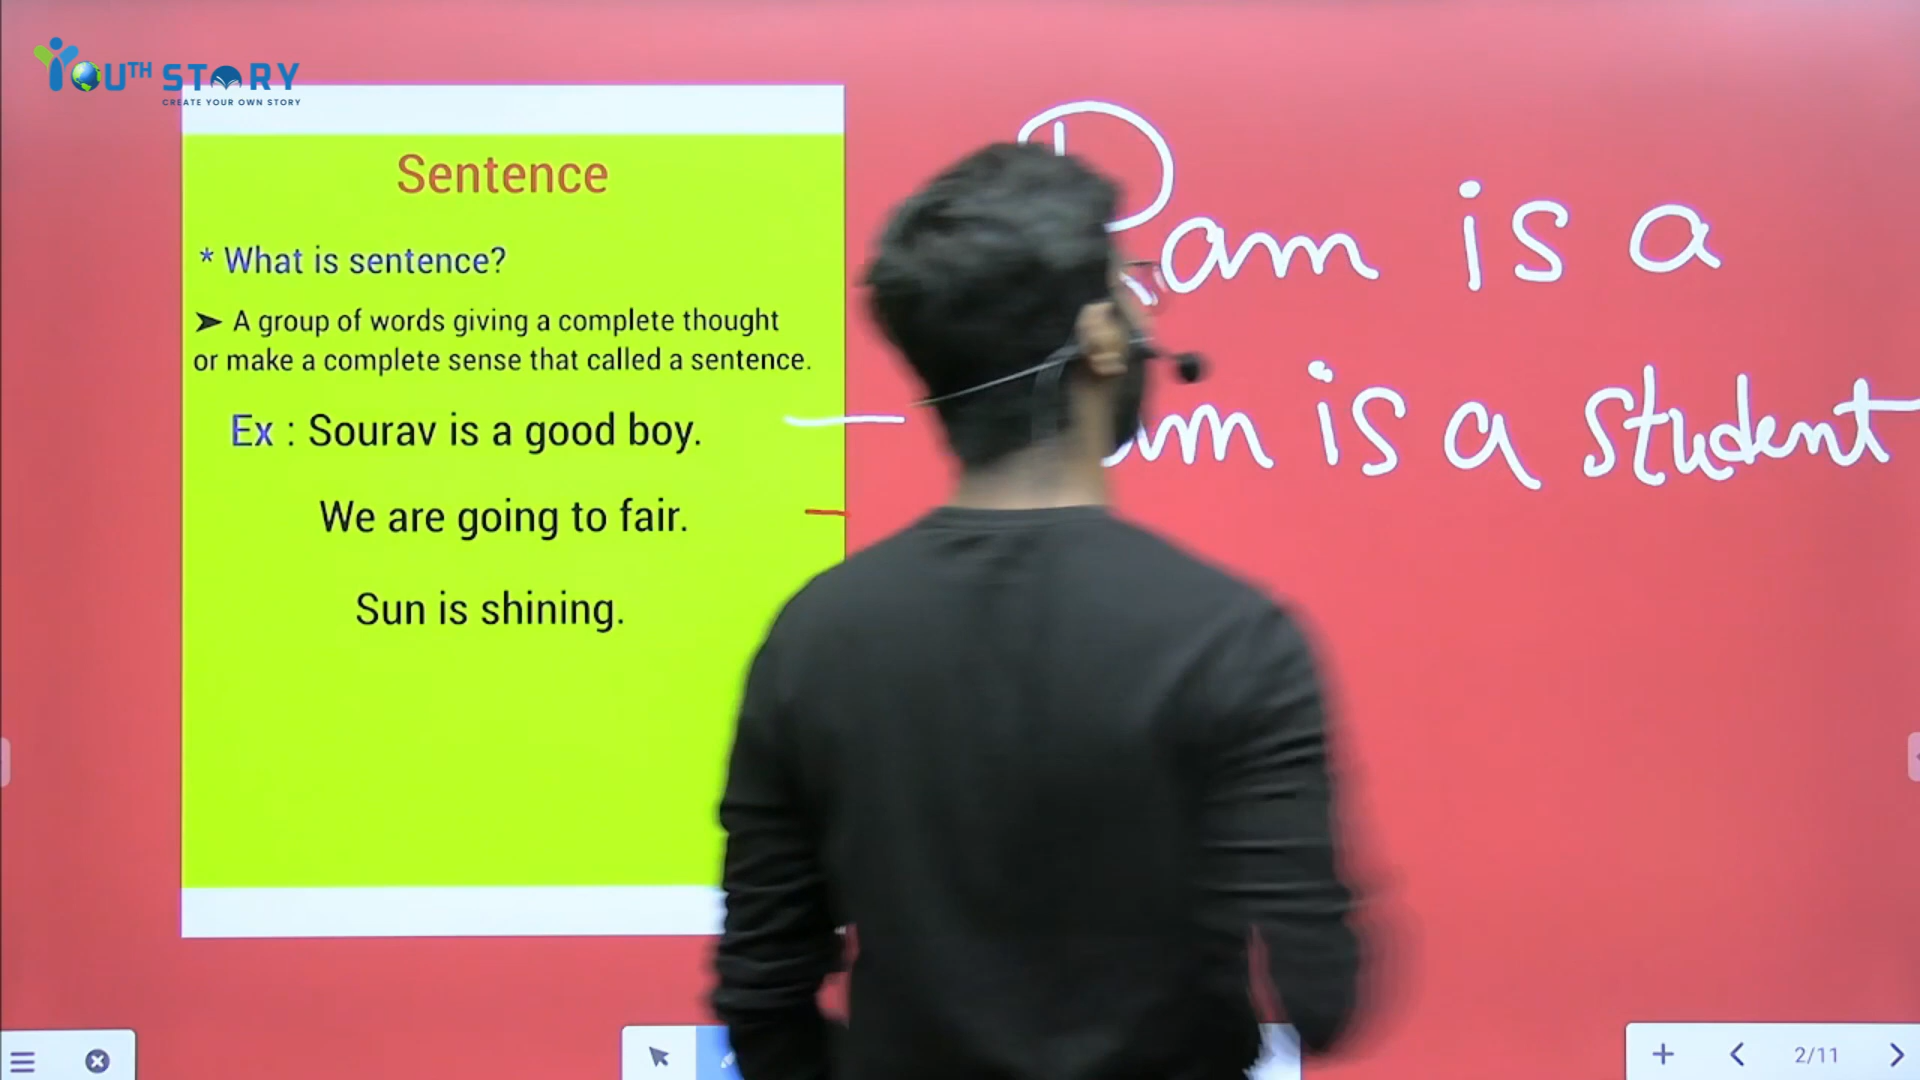 YOUTH STORY
CREATE YOUR OWN STORY
Sentence
* What is sentence?
➤ A group of words giving a complete thought
or make a complete sense that called a sentence.
Ex : Sourav is a good boy.
We are going to fair.
Sun is shining.
Ram is a
is a student
2/11